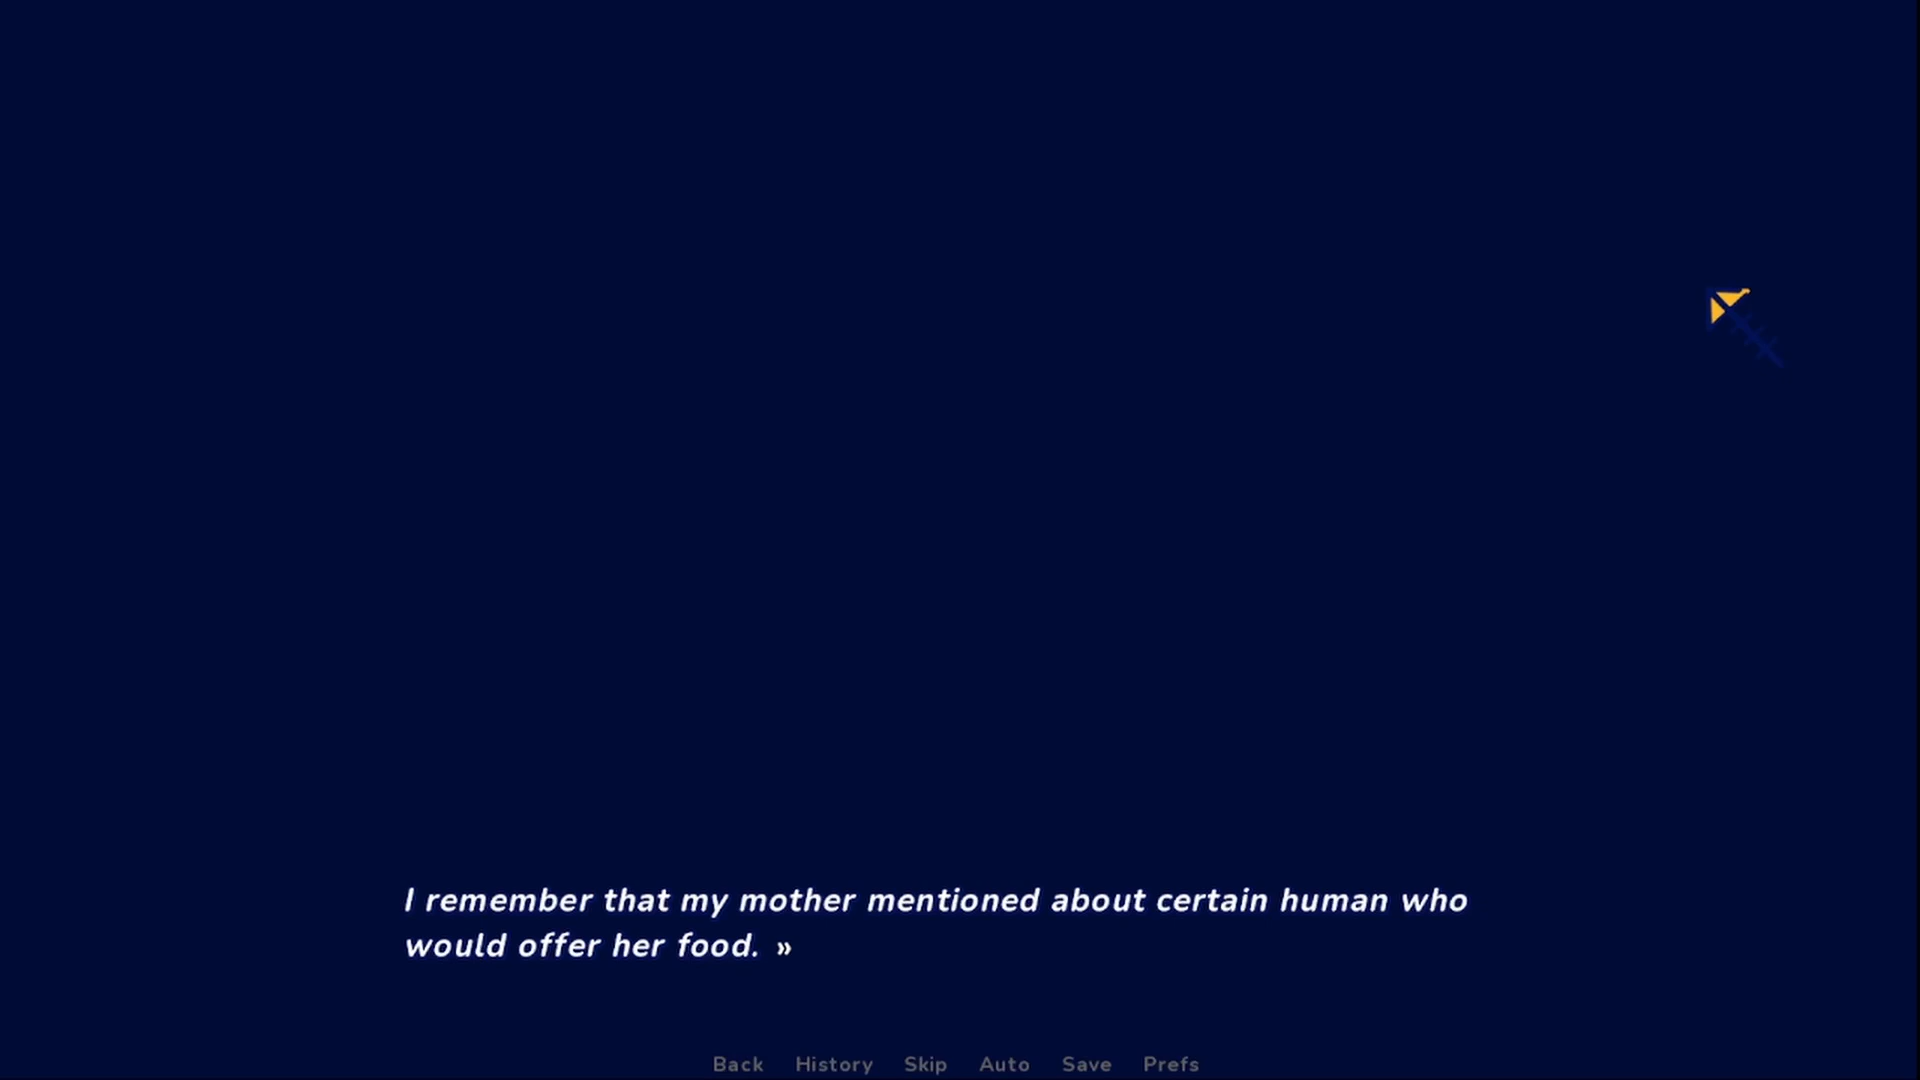 I remember that my mother mentioned about certain human who
would offer her food. »
Back History Skip Auto Save Prefs